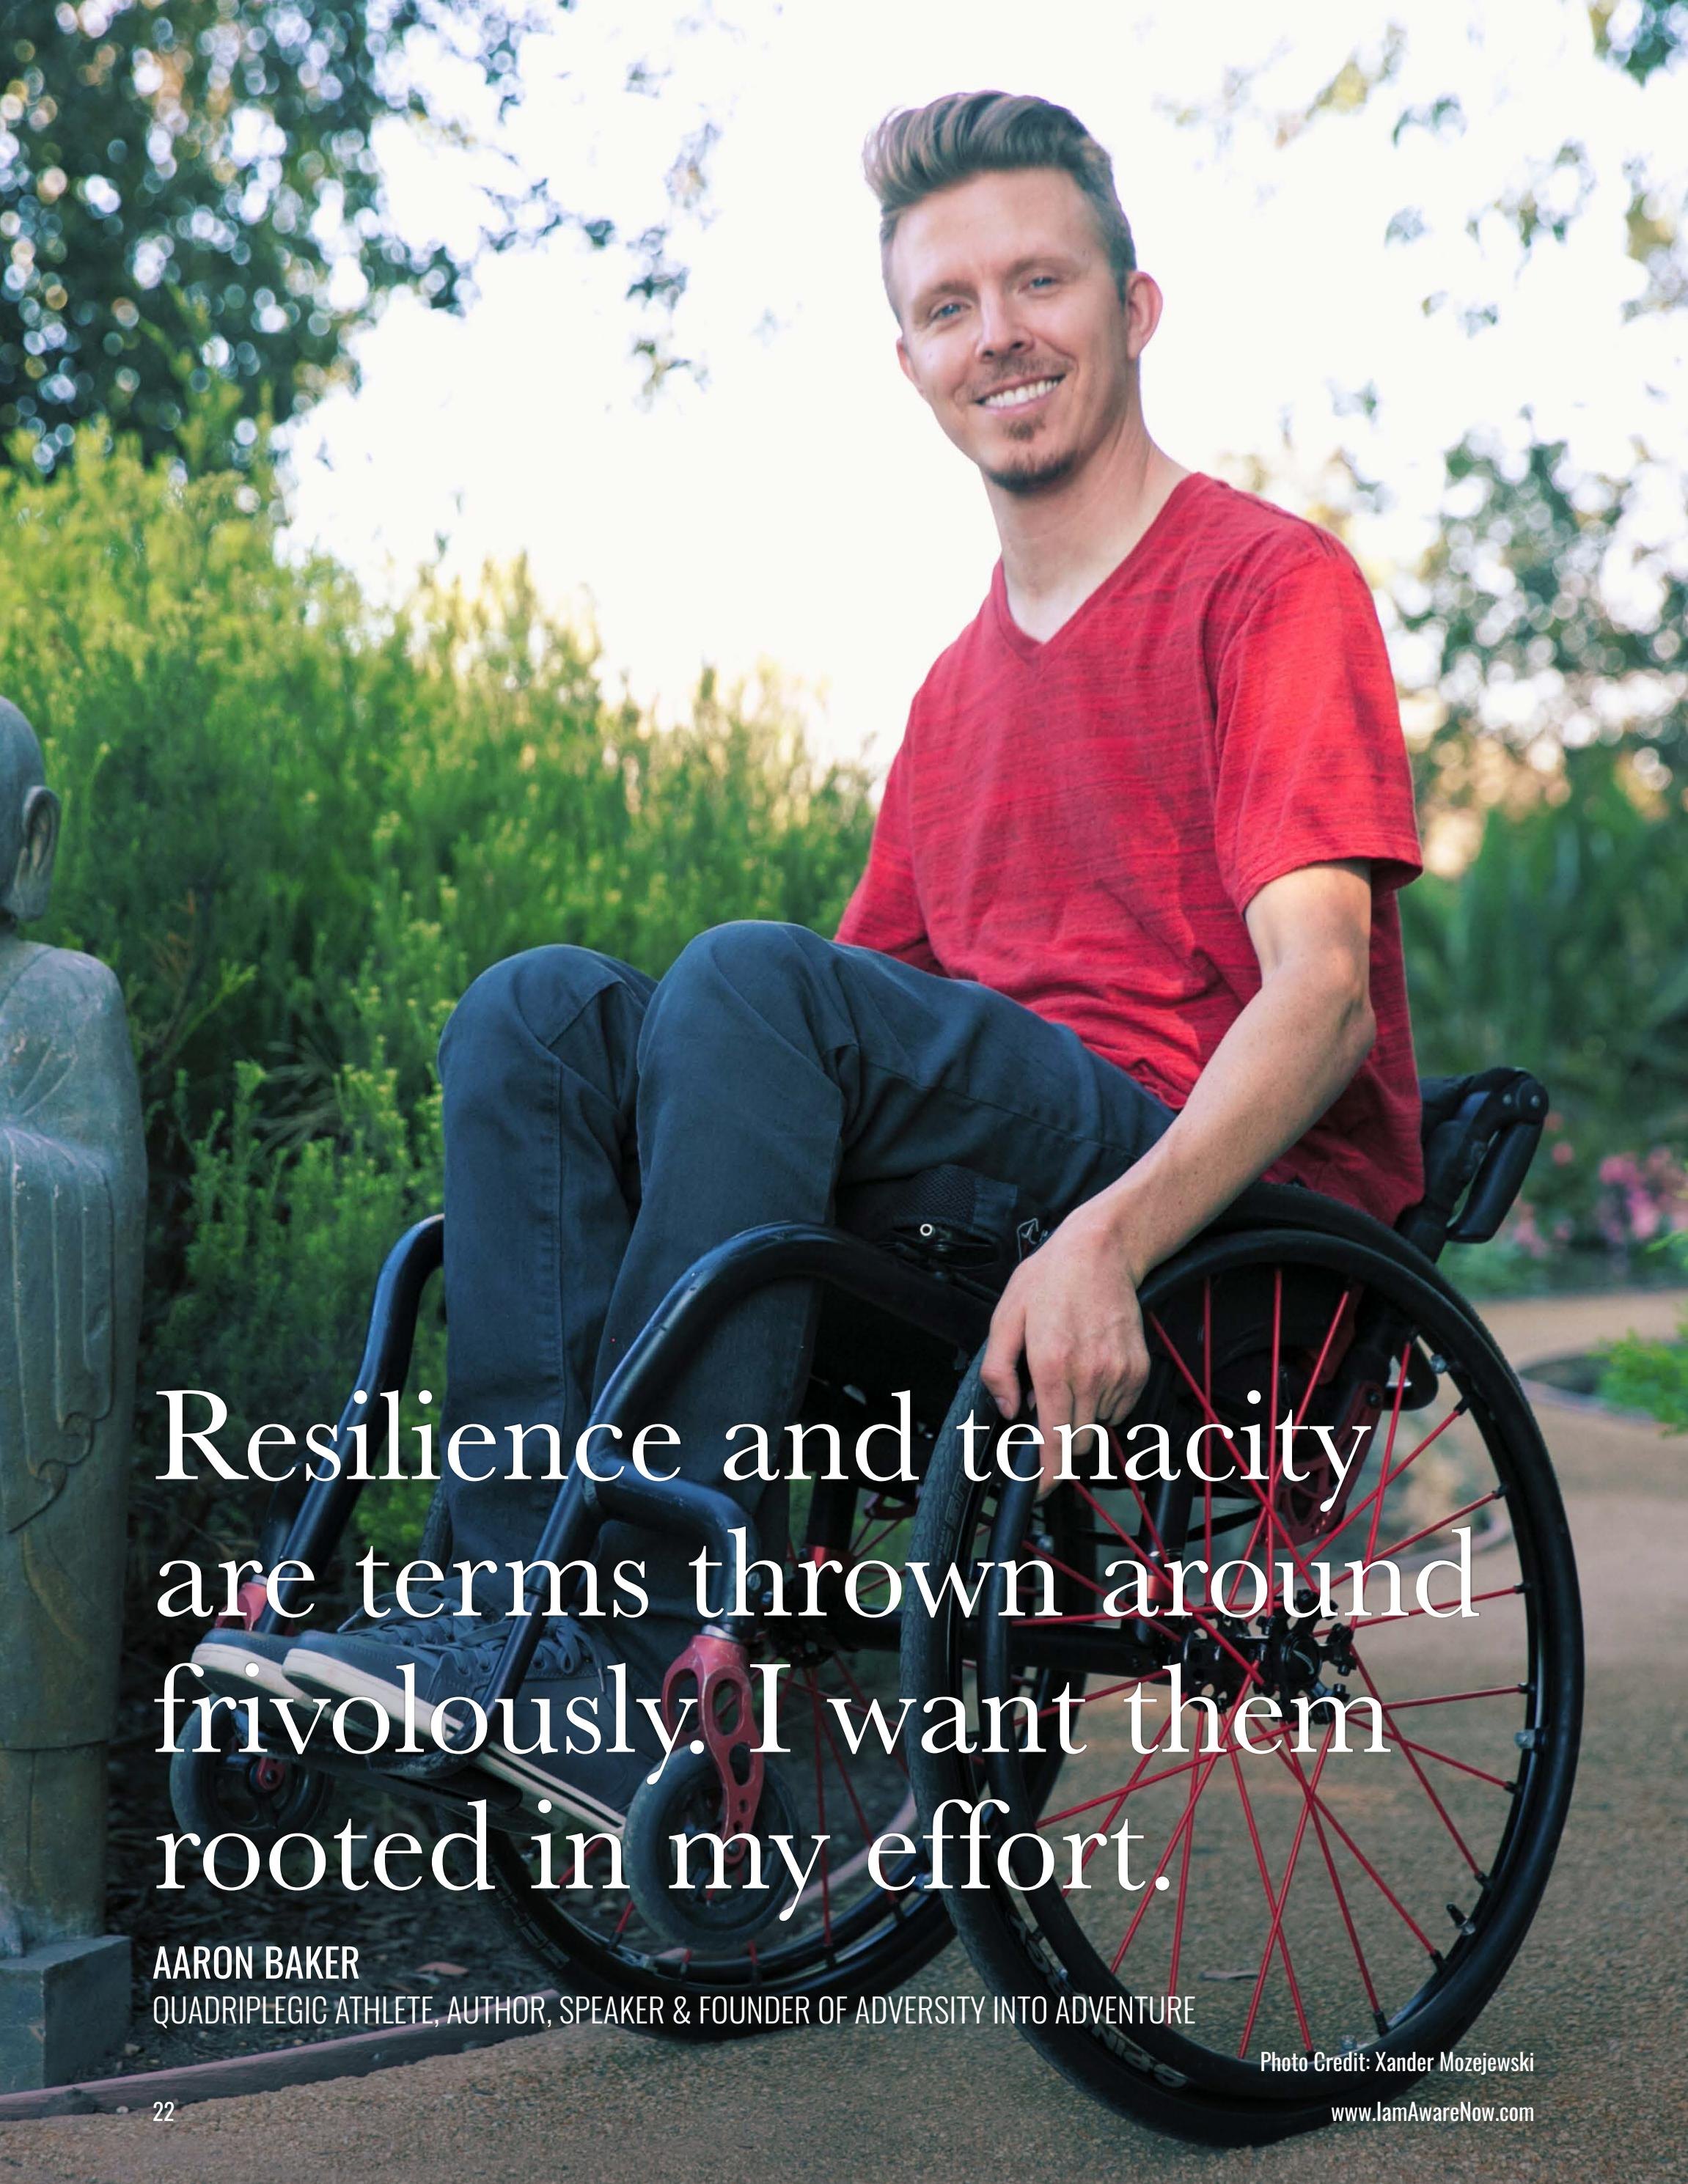 Resilience and tenacity
are terms thrown around
frivolously. I want them
rooted in my effort.
AARON BAKER
QUADRIPLEGIC ATHLETE, AUTHOR, SPEAKER & FOUNDER OF ADVERSITY INTO ADVENTURE
Photo Credit: Xander Mozejewski
22
www.IamAwareNow.com